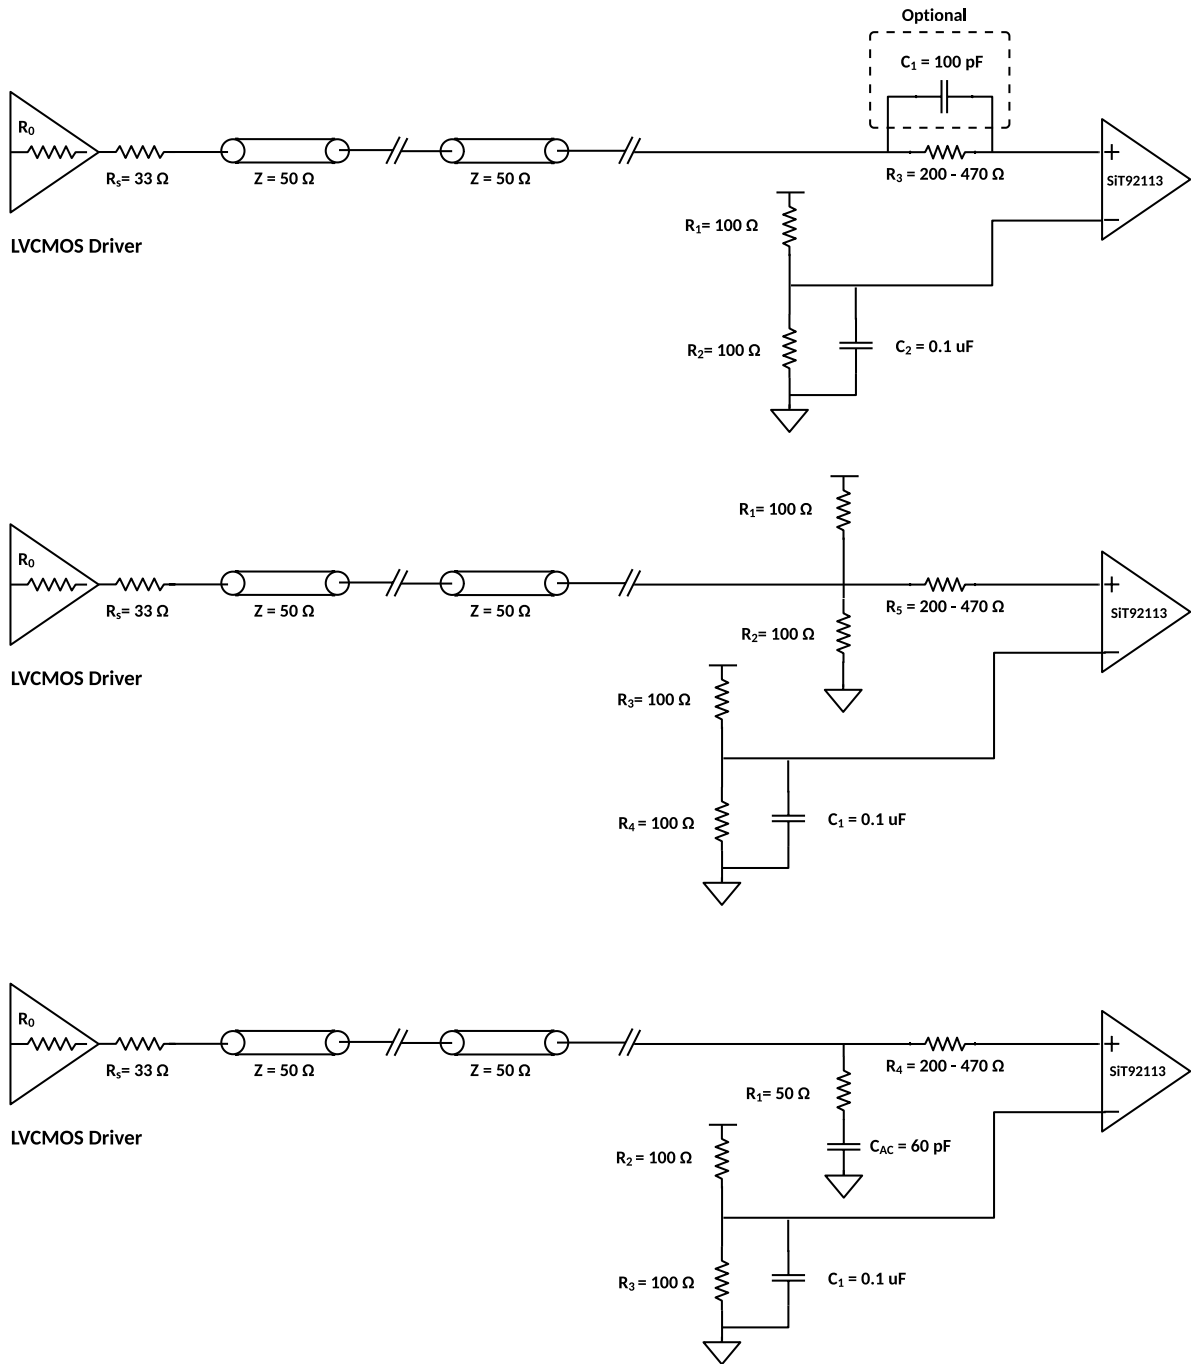 Optional
C₁ = 100 pF
R₀
Rₛ= 33 Ω
Z = 50 Ω
Z = 50 Ω
R₃ = 200 - 470 Ω
+
SiT92113
−
R₁= 100 Ω
LVCMOS Driver
R₂= 100 Ω
C₂ = 0.1 uF
R₁= 100 Ω
R₀
Rₛ= 33 Ω
Z = 50 Ω
Z = 50 Ω
R₅ = 200 - 470 Ω
+
SiT92113
−
R₂= 100 Ω
LVCMOS Driver
R₃= 100 Ω
R₄ = 100 Ω
C₁ = 0.1 uF
R₀
Rₛ= 33 Ω
Z = 50 Ω
Z = 50 Ω
R₄ = 200 - 470 Ω
+
SiT92113
−
R₁= 50 Ω
LVCMOS Driver
C_AC = 60 pF
R₂ = 100 Ω
R₃ = 100 Ω
C₁ = 0.1 uF